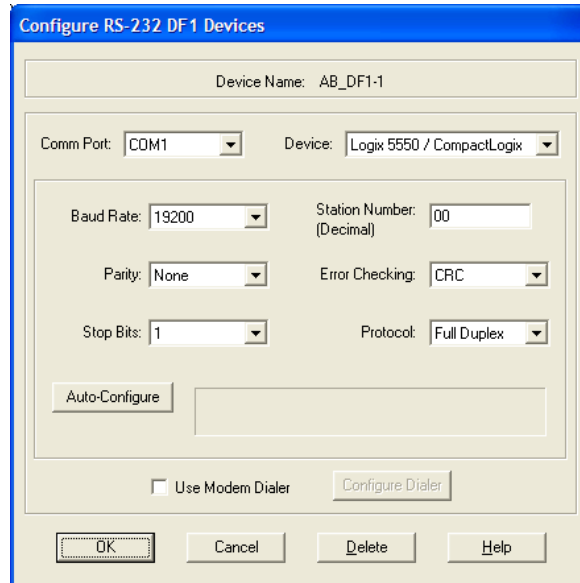 Configure RS-232 DF1 Devices
Device Name: AB_DF1-1
Comm Port: COM1 Device: Logix 5550 / CompactLogix
Baud Rate: 19200 Station Number: 00
(Decimal)
Parity: None Error Checking: CRC
Stop Bits: 1 Protocol: Full Duplex
Auto-Configure
Use Modem Dialer Configure Dialer
OK Cancel Delete Help